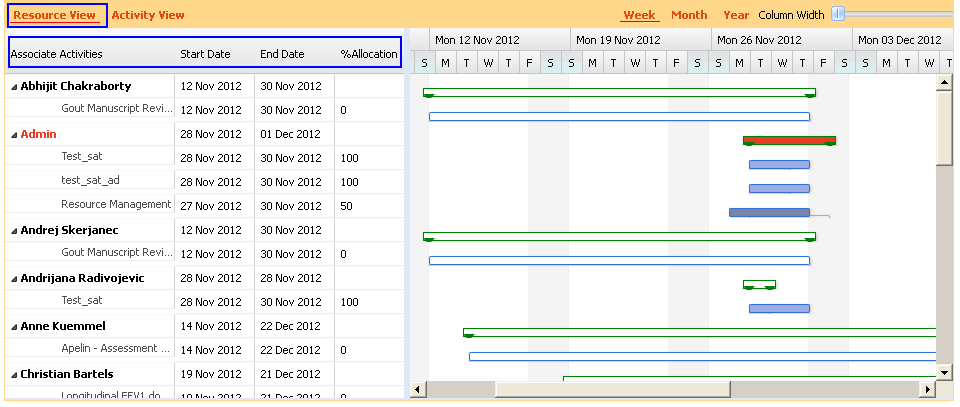 Resource View Activity View Week Month Year Column Width
Associate Activities Start Date End Date %Allocation Mon 12 Nov 2012 Mon 19 Nov 2012 Mon 26 Nov 2012 Mon 03 Dec 2012
S M T W T F S S M T W T F S S M T W T F S S M T W T
Abhijit Chakraborty 12 Nov 2012 30 Nov 2012
Gout Manuscript Revi... 12 Nov 2012 30 Nov 2012 0
Admin 28 Nov 2012 01 Dec 2012
Test_sat 28 Nov 2012 30 Nov 2012 100
test_sat_ad 28 Nov 2012 30 Nov 2012 100
Resource Management 27 Nov 2012 30 Nov 2012 50
Andrej Skerjanec 12 Nov 2012 30 Nov 2012
Gout Manuscript Revi... 12 Nov 2012 30 Nov 2012 0
Andrijana Radivojevic 28 Nov 2012 28 Nov 2012
Test_sat 28 Nov 2012 30 Nov 2012 100
Anne Kuemmel 14 Nov 2012 22 Dec 2012
Apelin - Assessment ... 14 Nov 2012 22 Dec 2012 0
Christian Bartels 19 Nov 2012 21 Dec 2012
Longitudinal FEV1 do... 19 Nov 2012 21 Dec 2012 0